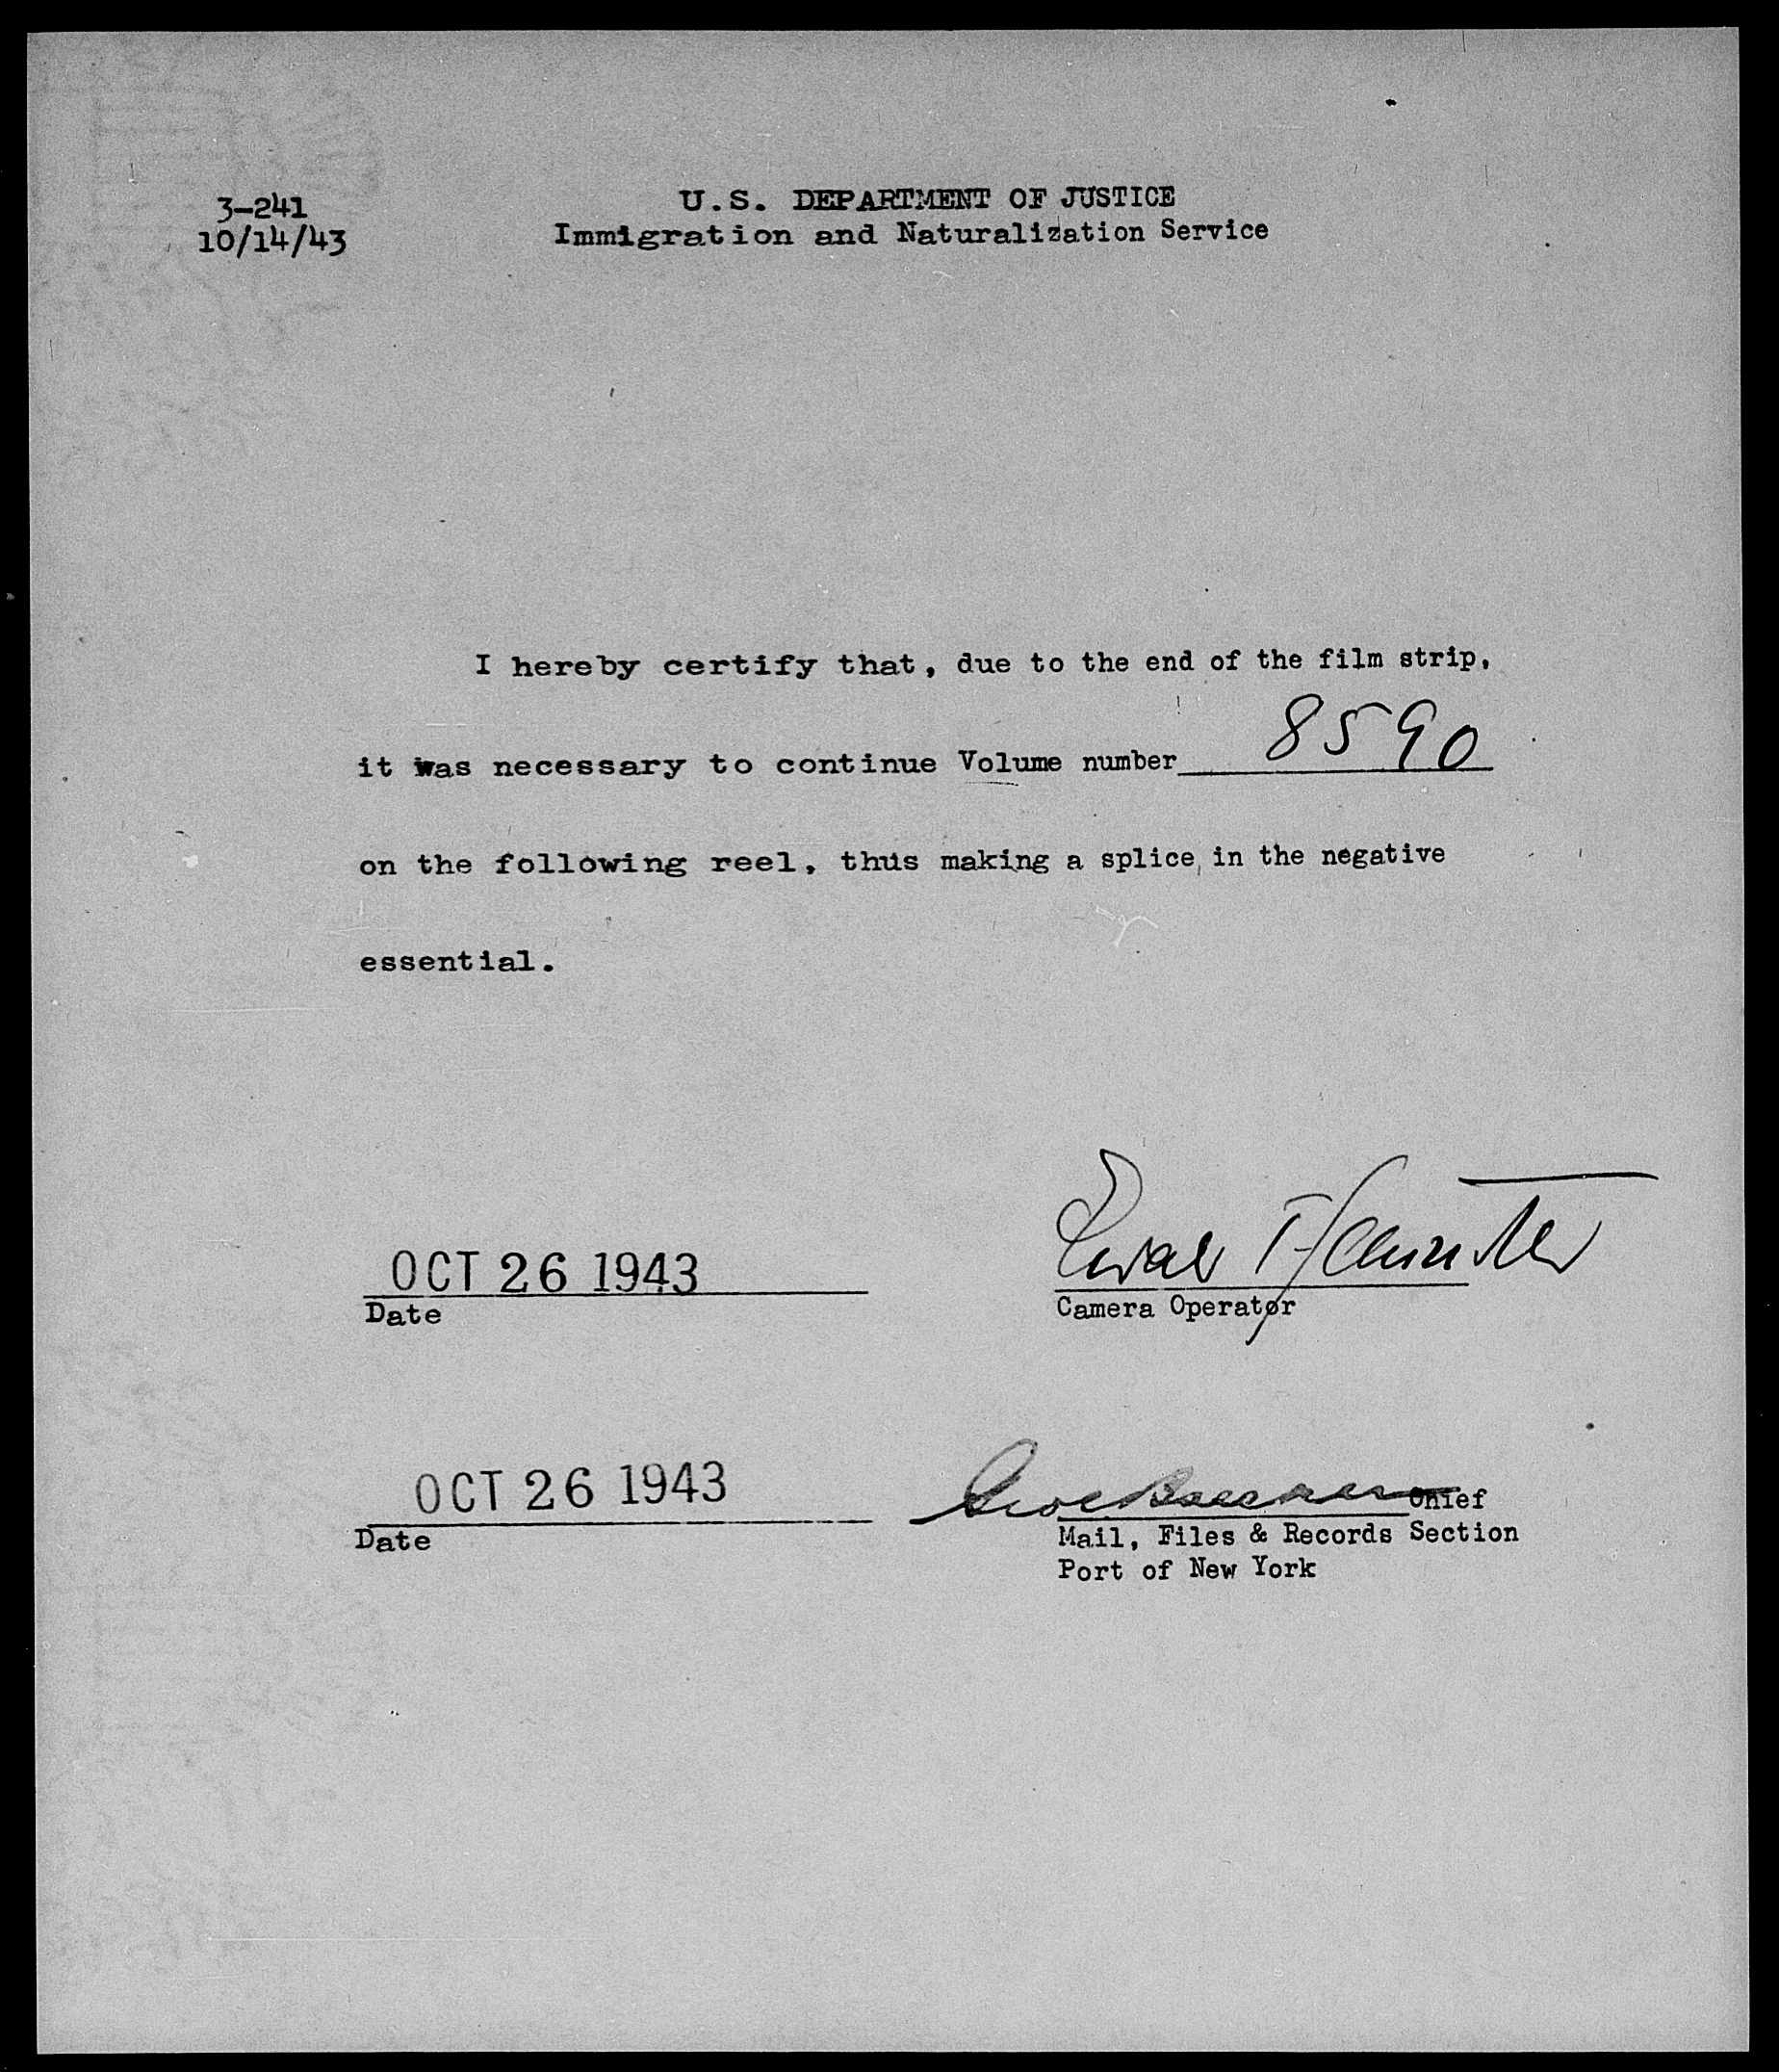 3-241
10/14/43
U.S. DEPARTMENT OF JUSTICE
Immigration and Naturalization Service
I hereby certify that, due to the end of the film strip,
it was necessary to continue Volume number 8590
on the following reel, thus making a splice in the negative
essential.
OCT 26 1943
Date
Camera Operator
OCT 26 1943
Date
Chief
Mail, Files & Records Section
Port of New York